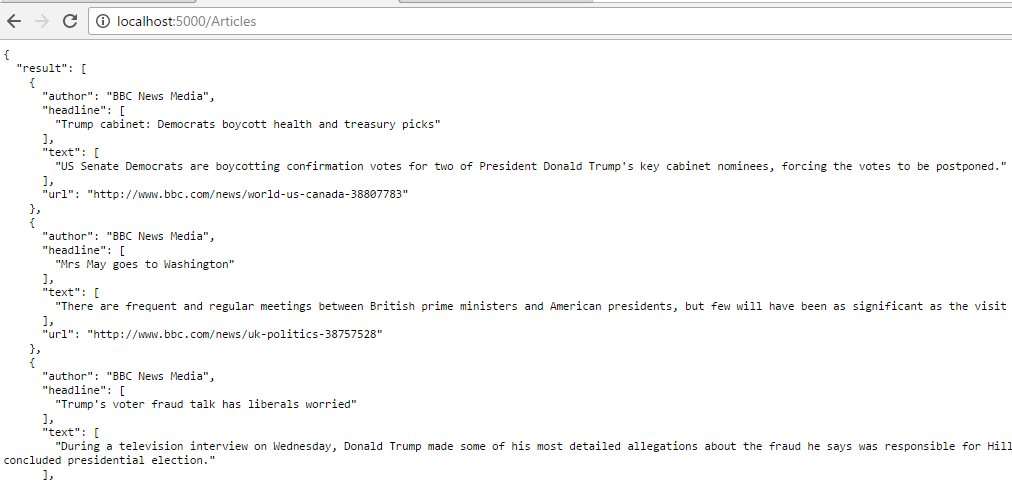 localhost:5000/Articles
{
  "result": [
    {
      "author": "BBC News Media",
      "headline": [
        "Trump cabinet: Democrats boycott health and treasury picks"
      ],
      "text": [
        "US Senate Democrats are boycotting confirmation votes for two of President Donald Trump's key cabinet nominees, forcing the votes to be postponed."
      ],
      "url": "http://www.bbc.com/news/world-us-canada-38807783"
    },
    {
      "author": "BBC News Media",
      "headline": [
        "Mrs May goes to Washington"
      ],
      "text": [
        "There are frequent and regular meetings between British prime ministers and American presidents, but few will have been as significant as the visit
      ],
      "url": "http://www.bbc.com/news/uk-politics-38757528"
    },
    {
      "author": "BBC News Media",
      "headline": [
        "Trump's voter fraud talk has liberals worried"
      ],
      "text": [
        "During a television interview on Wednesday, Donald Trump made some of his most detailed allegations about the fraud he says was responsible for Hill
concluded presidential election."
      ],